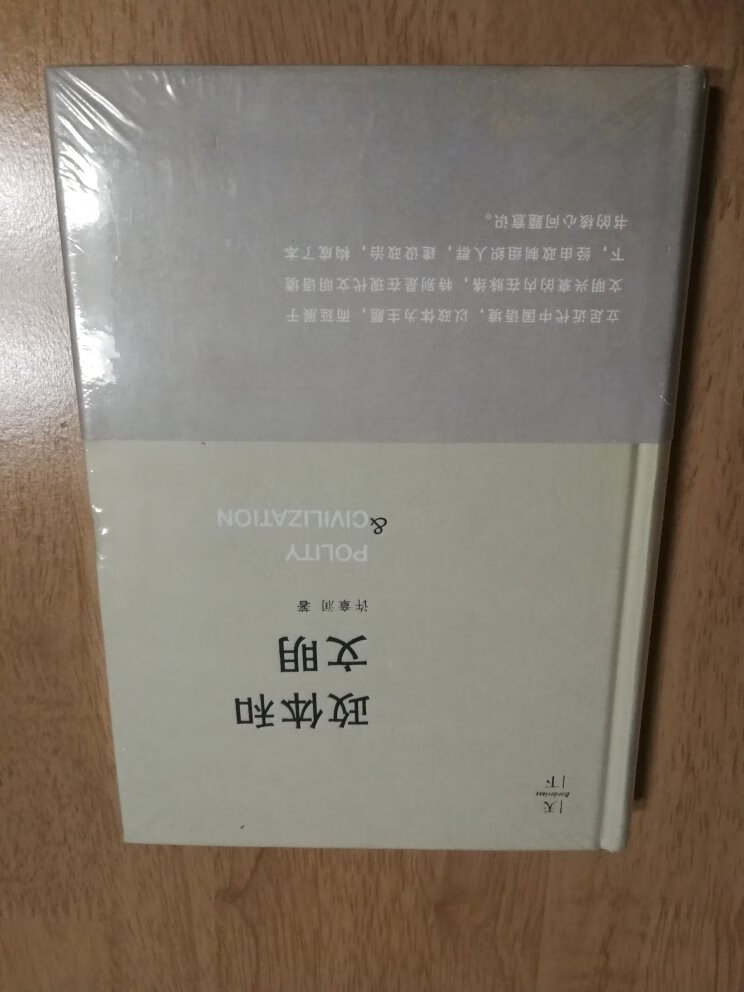 天
Borderless
下
政体和
文明
许章润 著
POLITY
&
CIVILIZATION
立足近代中国语境，以政体为主题，而延展于
文明兴衰的内在脉络，特别是在现代文明语境
下，经由政制组织人群，建设政治，构成了本
书的核心问题意识。